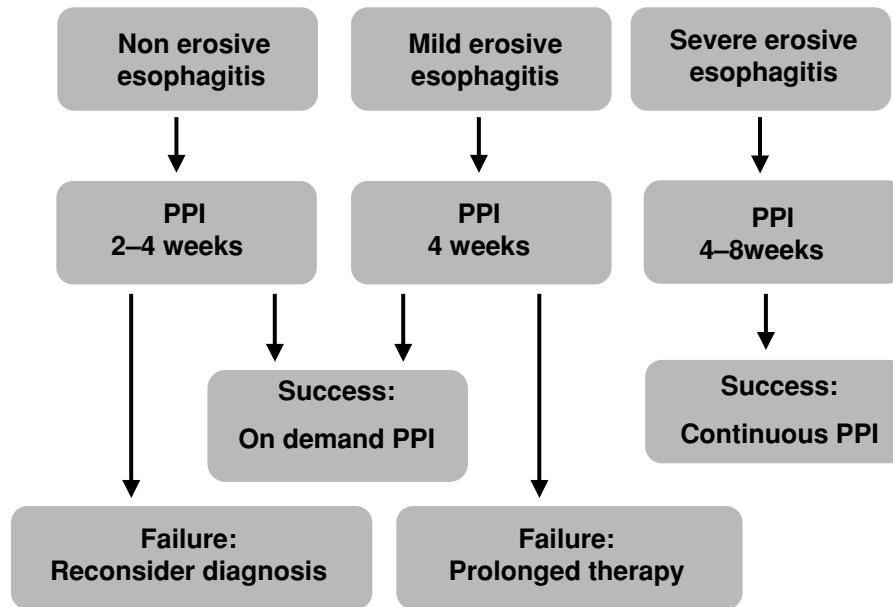 Non erosive
esophagitis
Mild erosive
esophagitis
Severe erosive
esophagitis
PPI
2–4 weeks
PPI
4 weeks
PPI
4–8weeks
Success:
On demand PPI
Success:
Continuous PPI
Failure:
Reconsider diagnosis
Failure:
Prolonged therapy